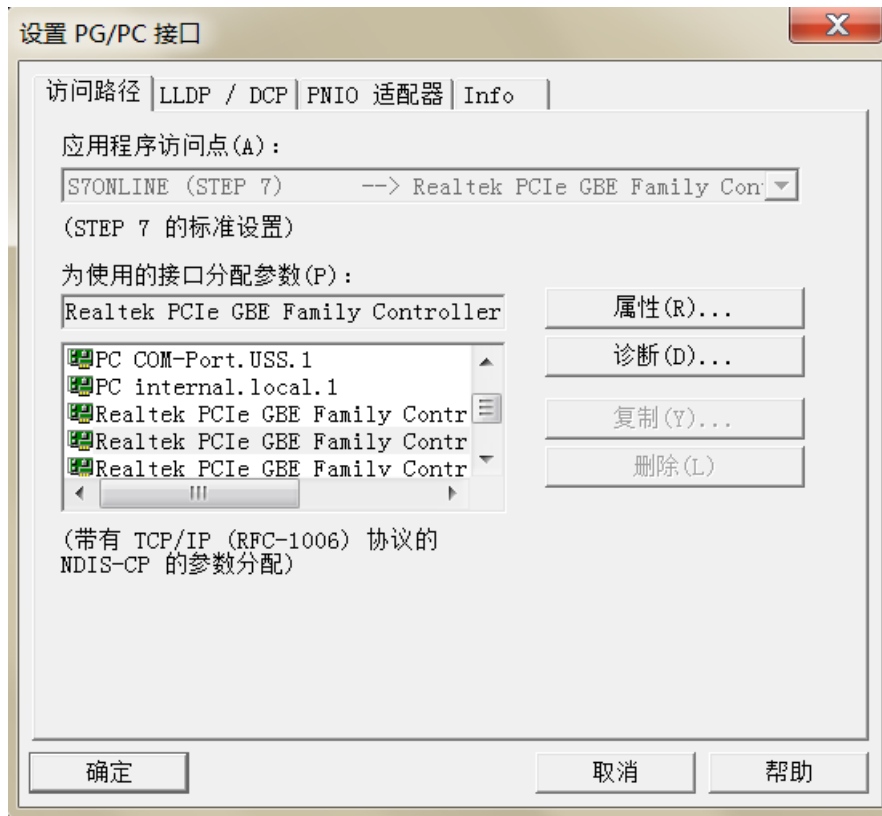 设置 PG/PC 接口
访问路径 LLDP / DCP PNIO 适配器 Info
应用程序访问点(A):
S7ONLINE (STEP 7) --> Realtek PCIe GBE Family Con
(STEP 7 的标准设置)
为使用的接口分配参数(P):
Realtek PCIe GBE Family Controller
属性(R)...
PC COM-Port.USS.1
诊断(D)...
PC internal.local.1
Realtek PCIe GBE Family Contr
复制(Y)...
Realtek PCIe GBE Family Contr
Realtek PCIe GBE Family Contr
删除(L)
(带有 TCP/IP (RFC-1006) 协议的
NDIS-CP 的参数分配)
确定
取消
帮助